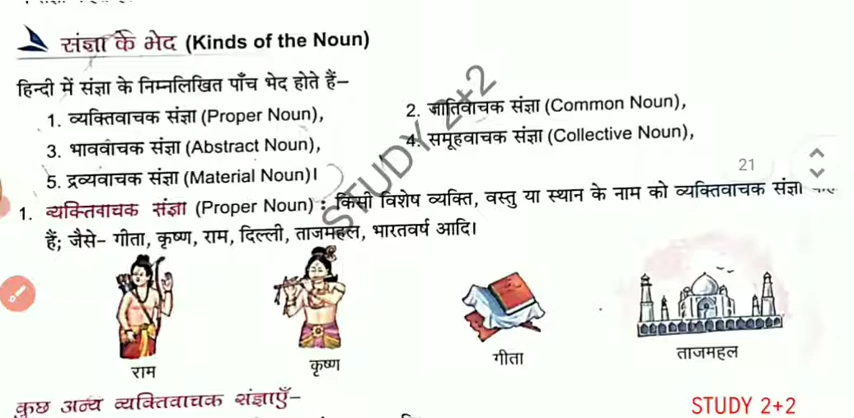 संज्ञा के भेद (Kinds of the Noun)
हिन्दी में संज्ञा के निम्नलिखित पाँच भेद होते हैं–
1. व्यक्तिवाचक संज्ञा (Proper Noun),
2. जातिवाचक संज्ञा (Common Noun),
3. भाववाचक संज्ञा (Abstract Noun),
4. समूहवाचक संज्ञा (Collective Noun),
5. द्रव्यवाचक संज्ञा (Material Noun)।
21
1. व्यक्तिवाचक संज्ञा (Proper Noun) : किसी विशेष व्यक्ति, वस्तु या स्थान के नाम को व्यक्तिवाचक संज्ञा
हैं; जैसे– गीता, कृष्ण, राम, दिल्ली, ताजमहल, भारतवर्ष आदि।
STUDY 2+2
राम
कृष्ण
गीता
ताजमहल
कुछ अन्य व्यक्तिवाचक संज्ञाएँ–
STUDY 2+2